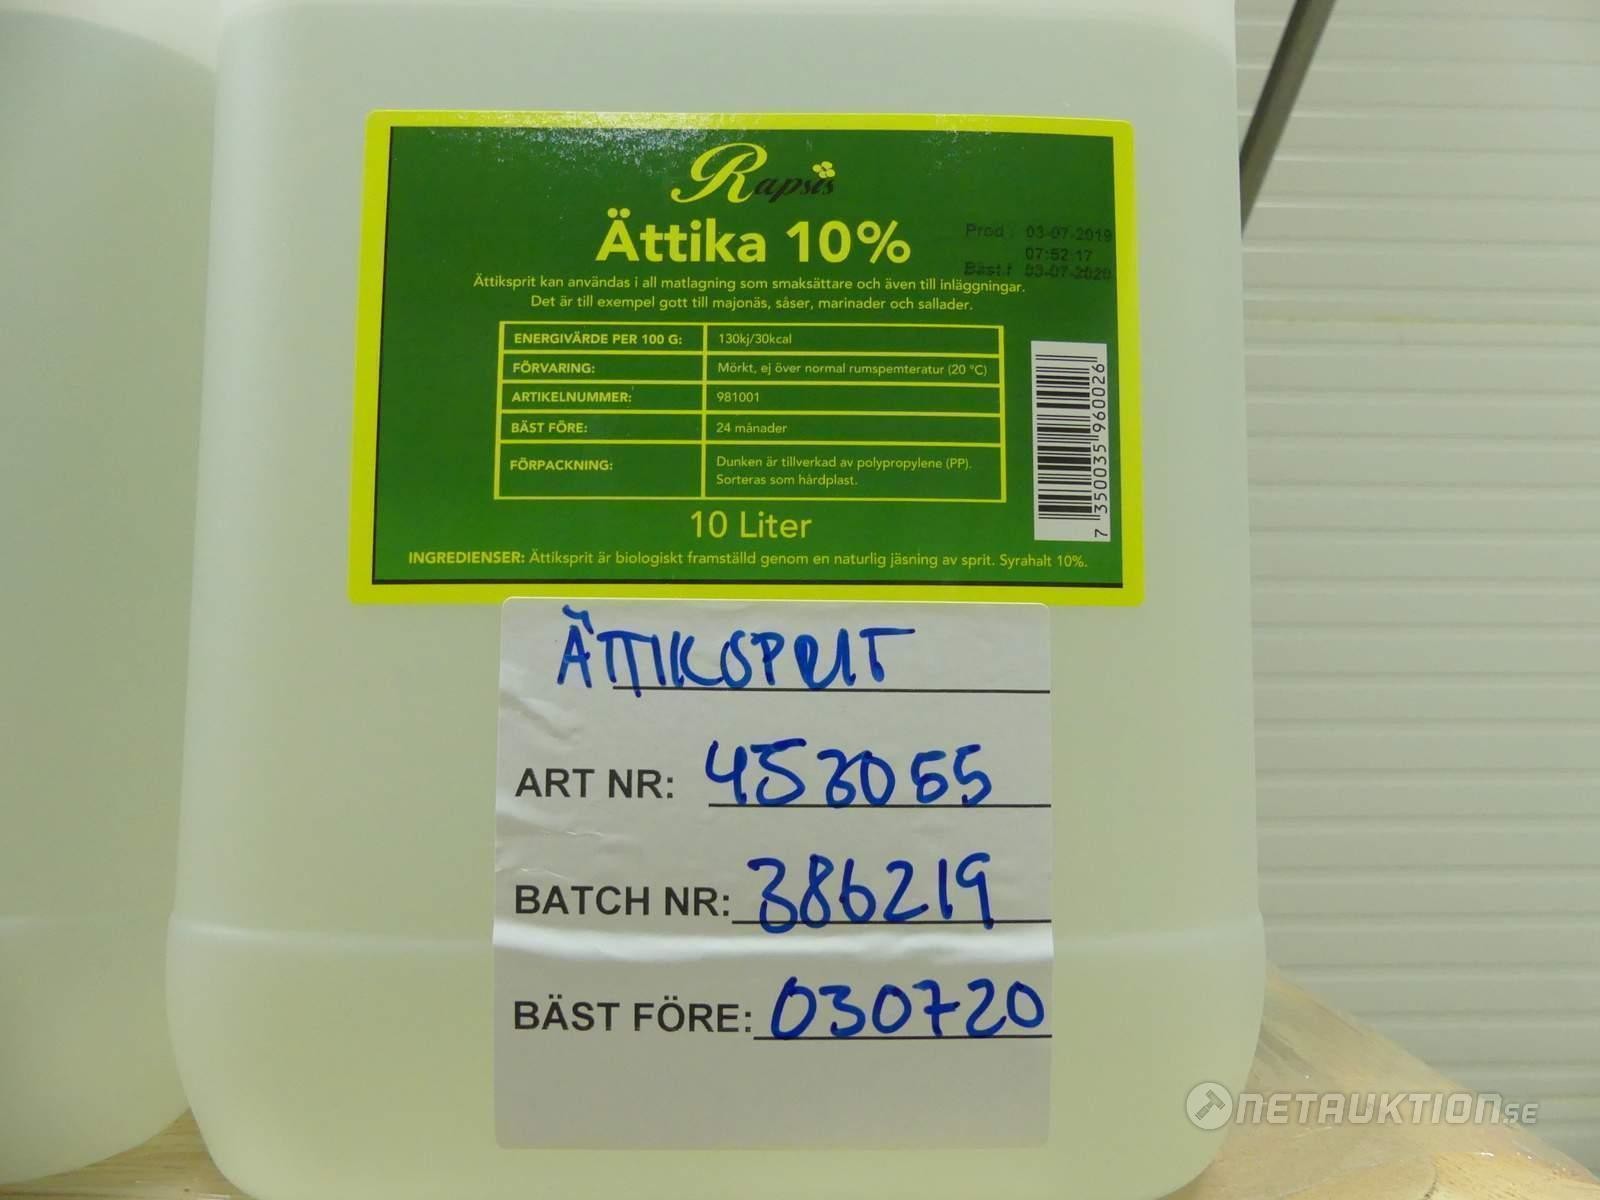 Rapsis
Ättika 10%
Prod : 03-07-2019
07:52:17
Bäst.f 03-07-2020
Ättiksprit kan användas i all matlagning som smaksättare och även till inläggningar.
Det är till exempel gott till majonäs, såser, marinader och sallader.
ENERGIVÄRDE PER 100 G: 130kj/30kcal
FÖRVARING: Mörkt, ej över normal rumspemteratur (20 °C)
ARTIKELNUMMER: 981001
BÄST FÖRE: 24 månader
FÖRPACKNING: Dunken är tillverkad av polypropylene (PP).
Sorteras som hårdplast.
7 350035 960026
10 Liter
INGREDIENSER: Ättiksprit är biologiskt framställd genom en naturlig jäsning av sprit. Syrahalt 10%.
ÄTTIKSPRIT
ART NR: 453055
BATCH NR: 386219
BÄST FÖRE: 030720
NETAUKTION.SE